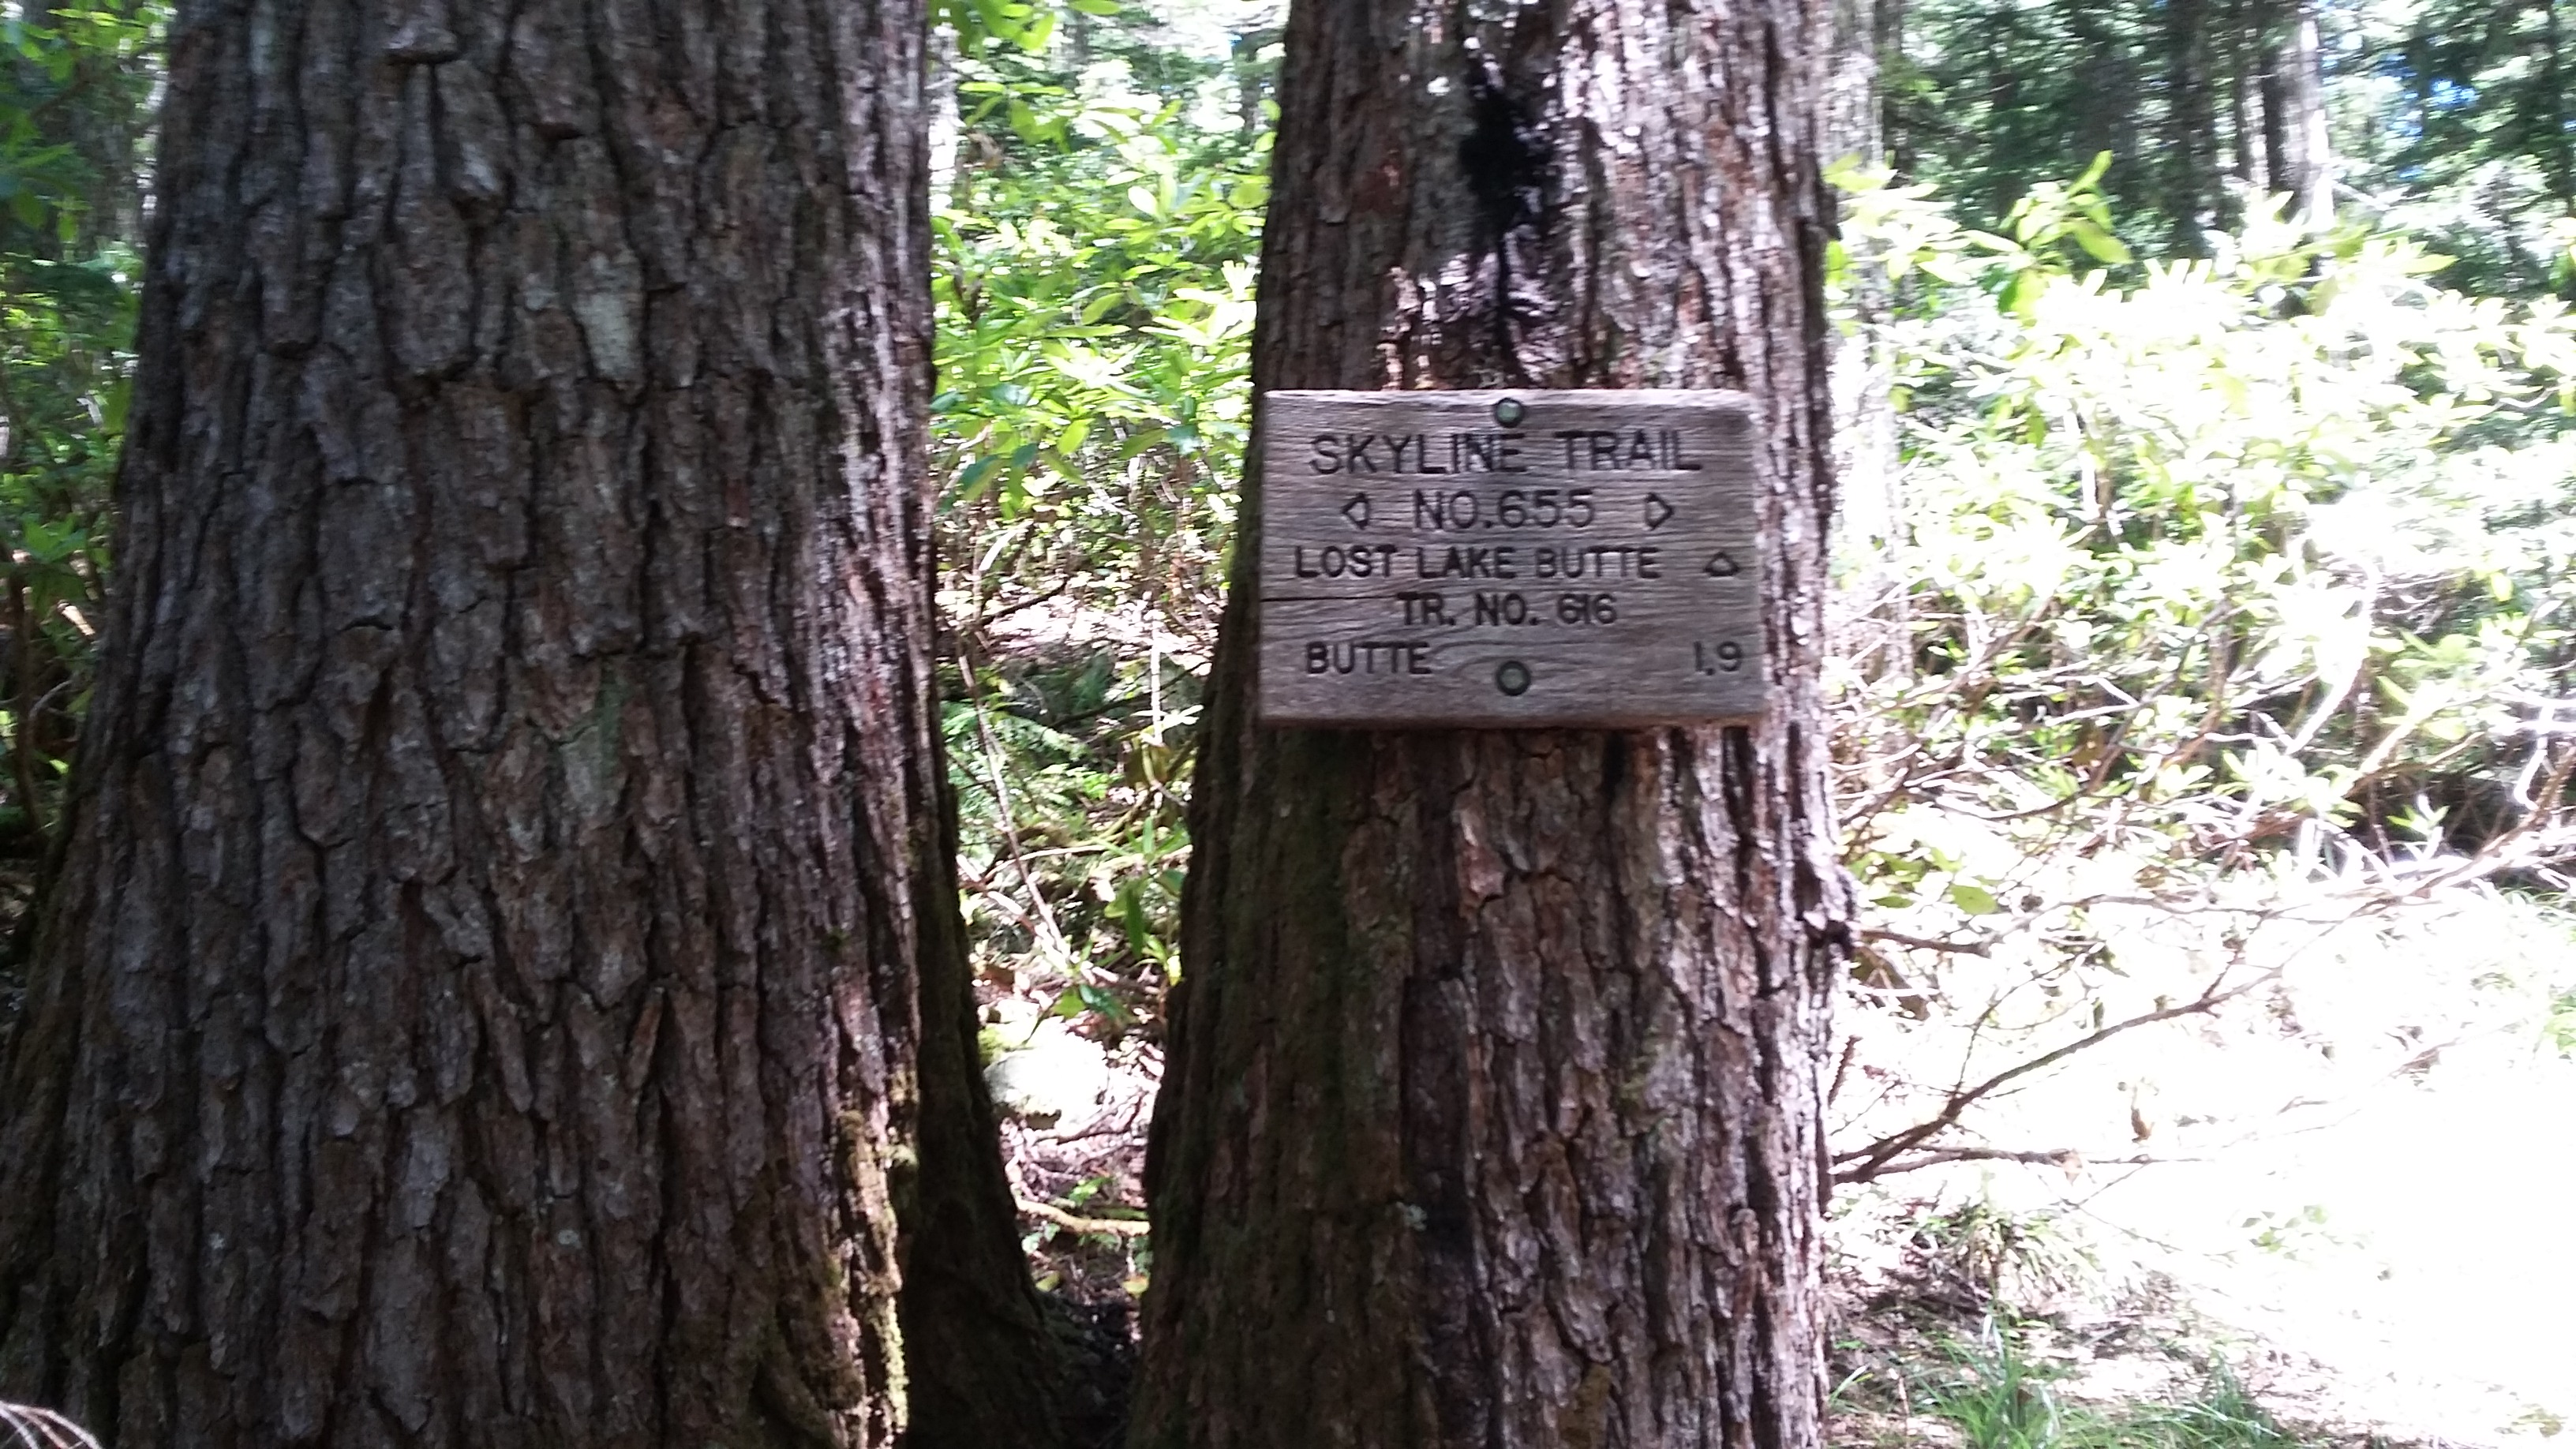 SKYLINE TRAIL
◁ NO.655 ▷
LOST LAKE BUTTE △
TR. NO. 616
BUTTE 1.9